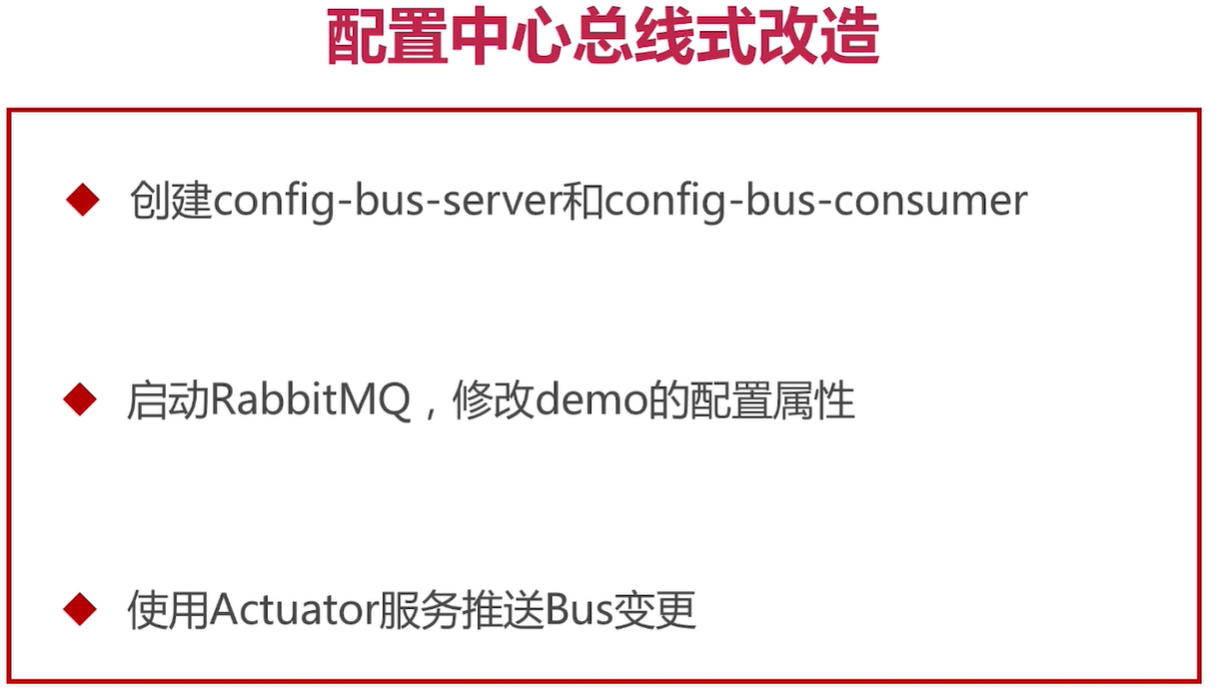 配置中心总线式改造
创建config-bus-server和config-bus-consumer
启动RabbitMQ，修改demo的配置属性
使用Actuator服务推送Bus变更